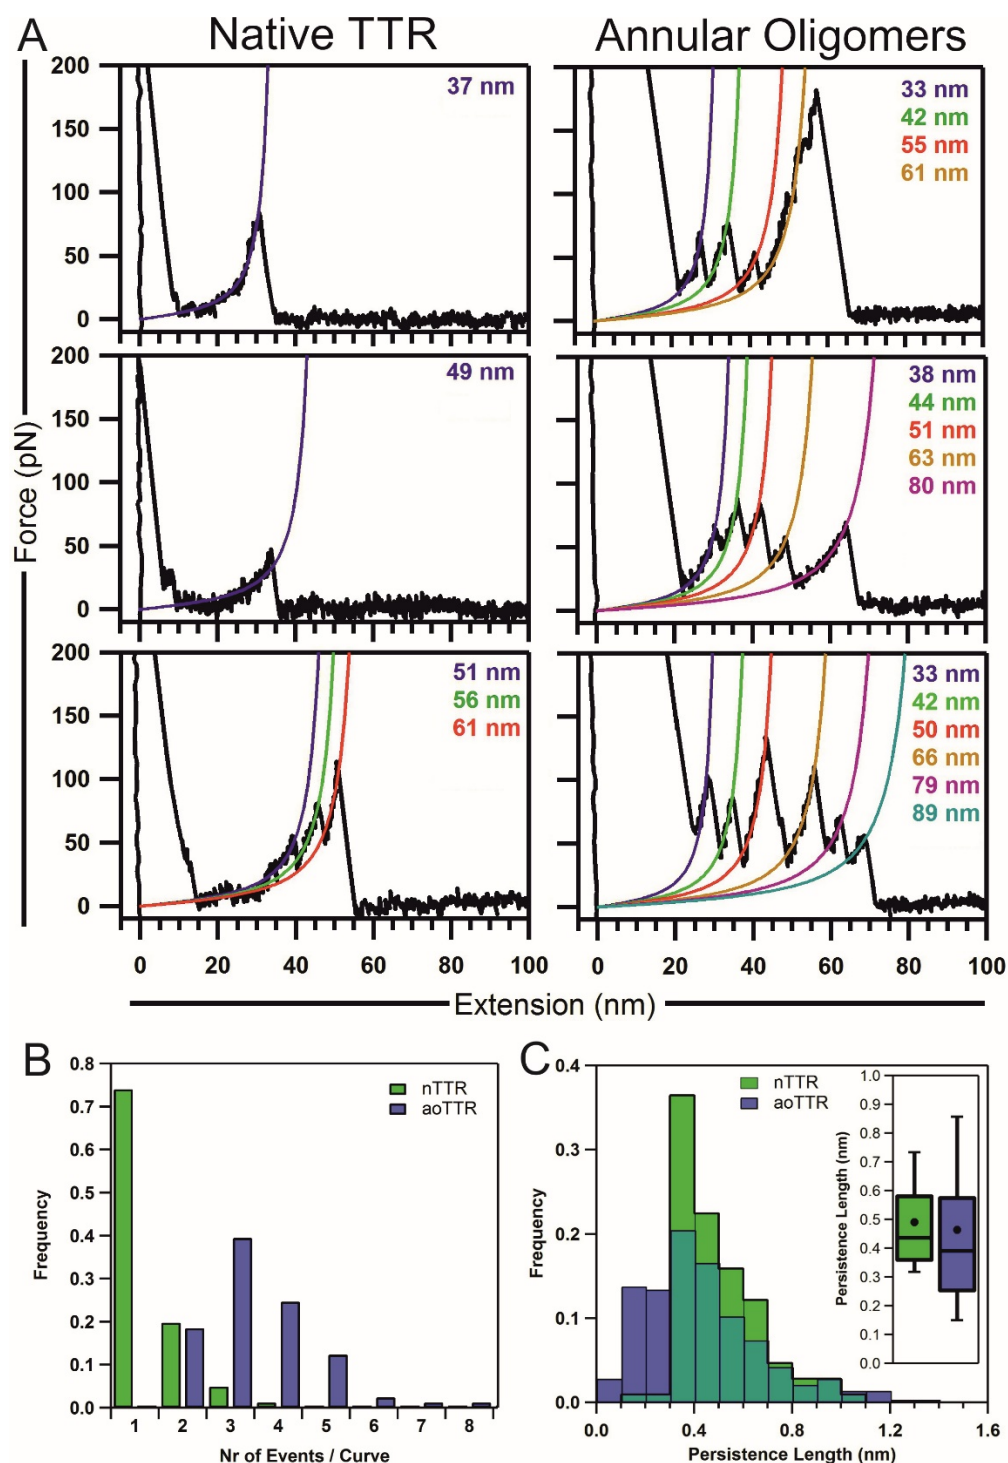 A
Native TTR
Annular Oligomers
Force (pN)
200
150
100
50
0
37 nm
33 nm
42 nm
55 nm
61 nm
200
150
100
50
0
49 nm
38 nm
44 nm
51 nm
63 nm
80 nm
200
150
100
50
0
51 nm
56 nm
61 nm
33 nm
42 nm
50 nm
66 nm
79 nm
89 nm
0 20 40 60 80 100
0 20 40 60 80 100
Extension (nm)
B
Frequency
0.8
0.7
0.6
0.5
0.4
0.3
0.2
0.1
0.0
nTTR
aoTTR
1 2 3 4 5 6 7 8
Nr of Events / Curve
C
Frequency
0.4
0.3
0.2
0.1
0.0
nTTR
aoTTR
Persistence Length (nm)
1.0
0.9
0.8
0.7
0.6
0.5
0.4
0.3
0.2
0.1
0.0
0.0 0.4 0.8 1.2 1.6
Persistence Length (nm)